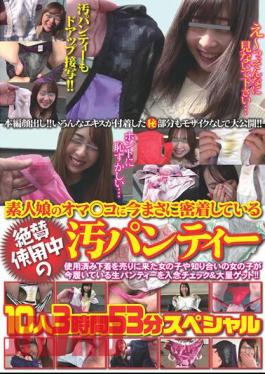 え～っそんなに
見ないで下さい…
汚パンティーも
ドアップ接写!!
本編顔出し!!いろんなエキスが付着した㊙部分もモザイクなしで大公開!!
ホントに
恥ずかしい…
素人娘のオマ〇コに今まさに密着している
絶賛
使用中
の
汚パンティー
使用済み下着を売りに来た女の子や知り合いの女の子が
今履いている生パンティーを入念チェック&大量ゲット!!
10人3時間53分スペシャル